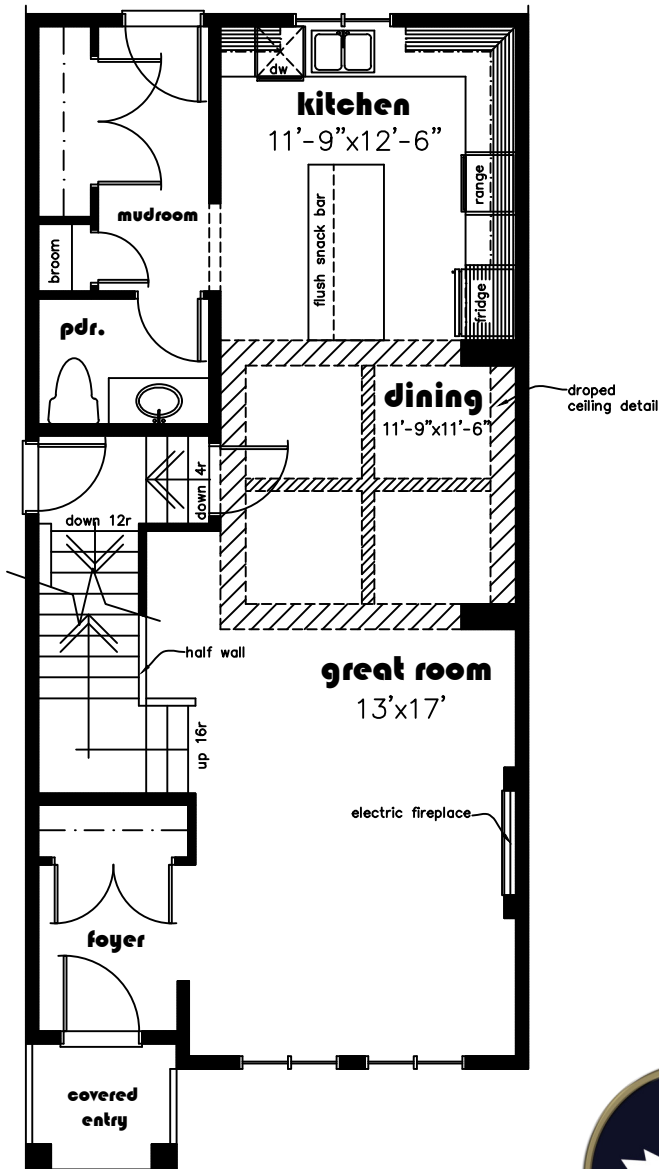 dw
kitchen
11'-9"x12'-6"
range
mudroom
flush snack bar
broom
fridge
pdr.
dining
11'-9"x11'-6"
droped
ceiling detail
down 4r
down 12r
half wall
great room
13'x17'
up 16r
electric fireplace
foyer
covered
entry